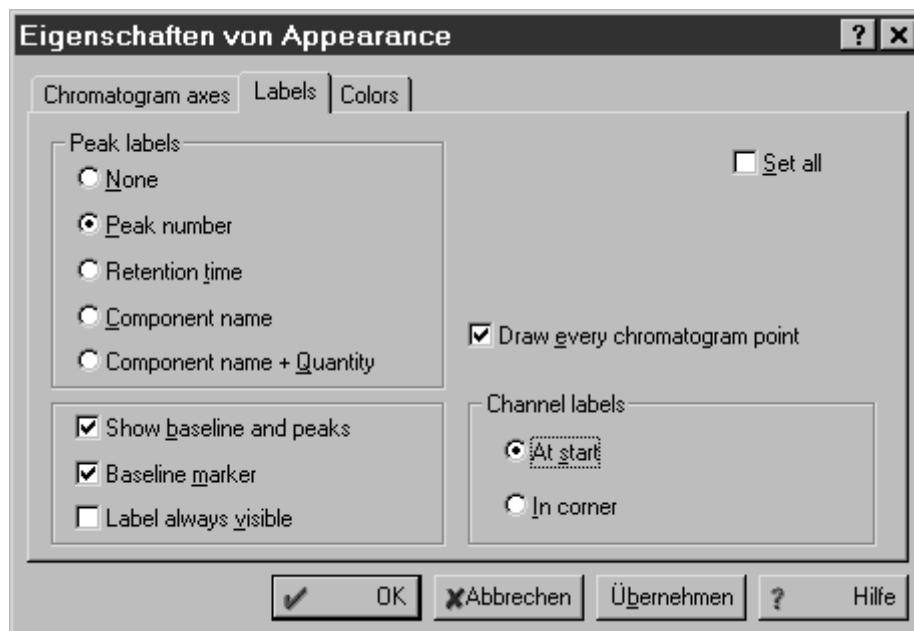 Eigenschaften von Appearance
Chromatogram axes
Labels
Colors
Peak labels
None
Peak number
Retention time
Component name
Component name + Quantity
Set all
Draw every chromatogram point
Show baseline and peaks
Baseline marker
Label always visible
Channel labels
At start
In corner
OK
Abbrechen
Übernehmen
? Hilfe